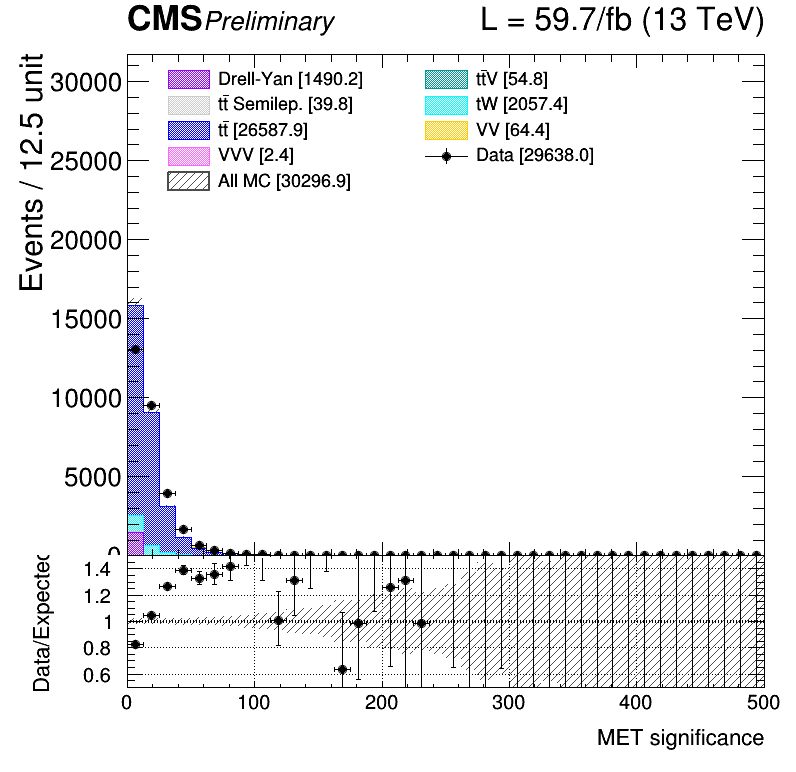 CMS Preliminary L = 59.7/fb (13 TeV)
Events / 12.5 unit
30000
25000
20000
15000
10000
5000
0
Drell-Yan [1490.2]
tt̄ Semilep. [39.8]
tt̄ [26587.9]
VVV [2.4]
All MC [30296.9]
tt̄V [54.8]
tW [2057.4]
VV [64.4]
Data [29638.0]
Data/Expected
1.4
1.2
1
0.8
0.6
0 100 200 300 400 500
MET significance